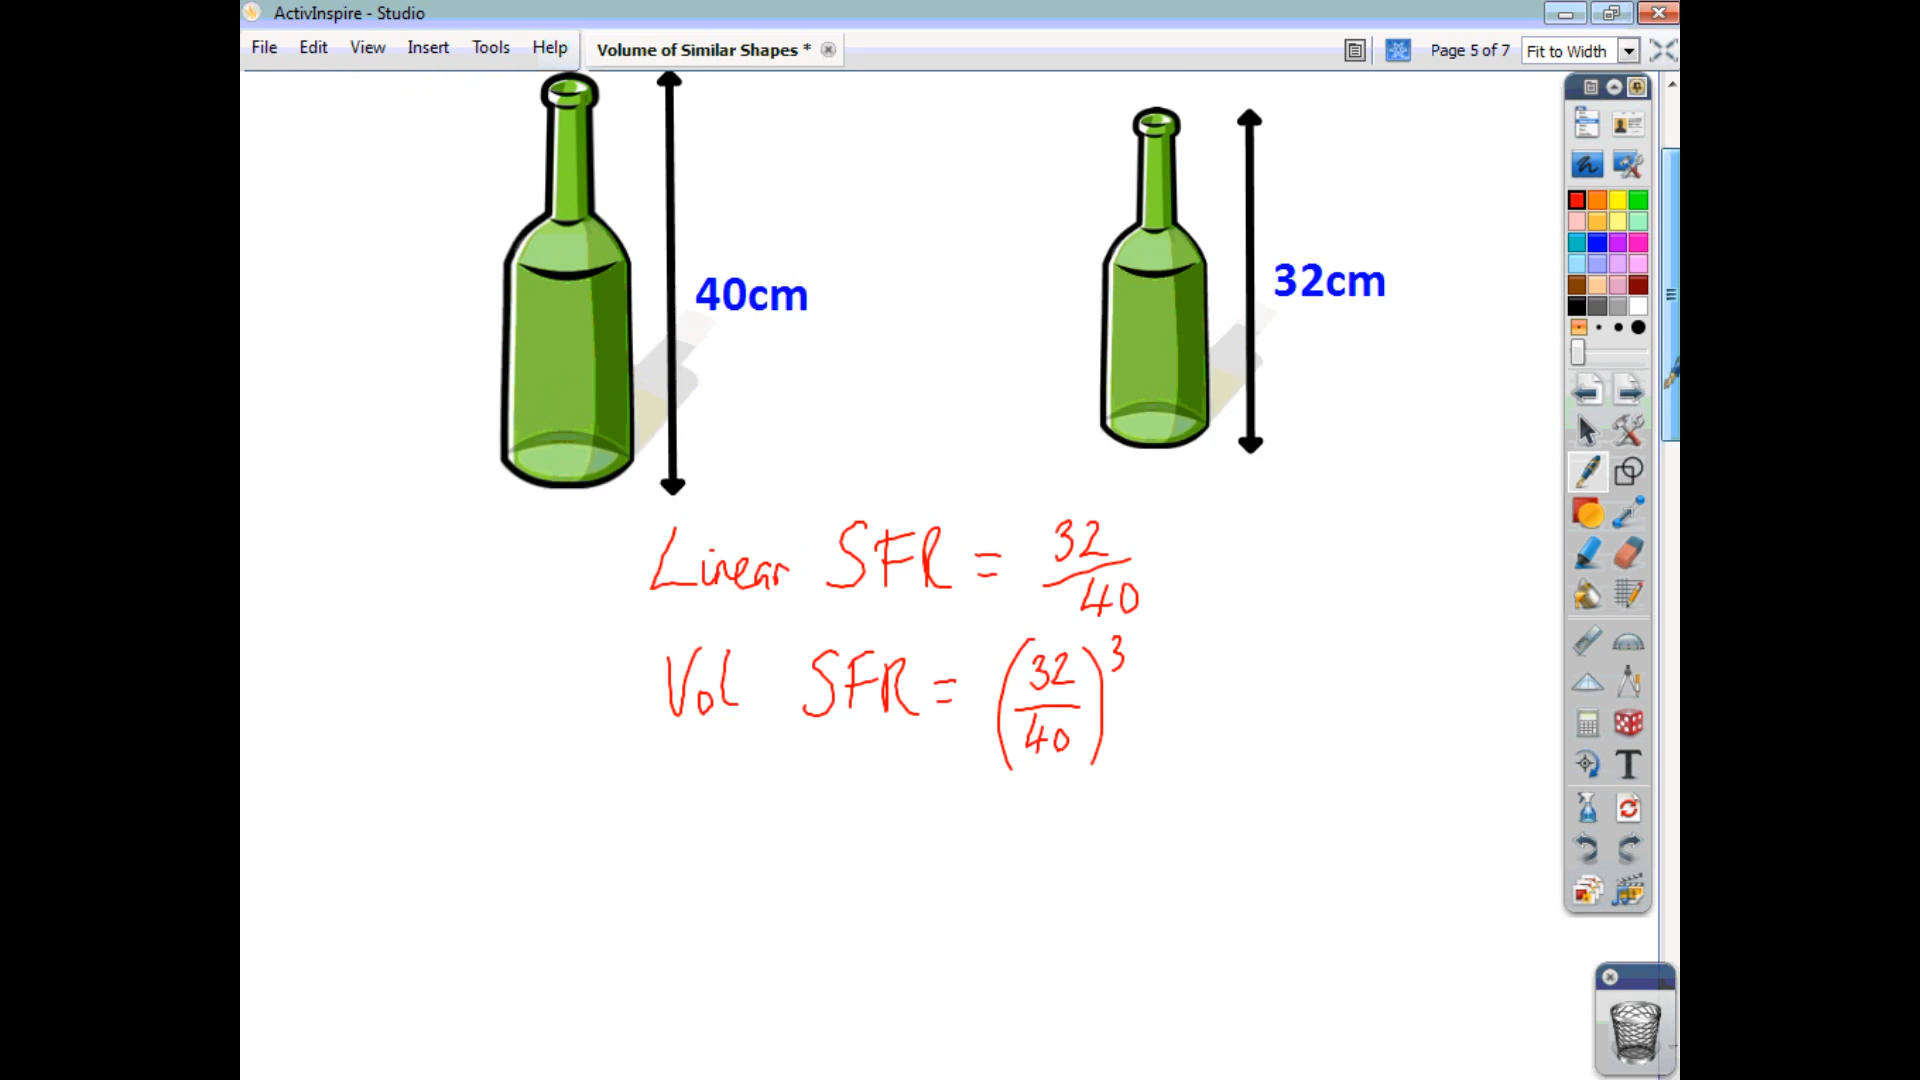 ActivInspire - Studio
File Edit View Insert Tools Help Volume of Similar Shapes * Page 5 of 7 Fit to Width
40cm
32cm
Linear SFR = 32/40
Vol SFR = (32/40)³
T